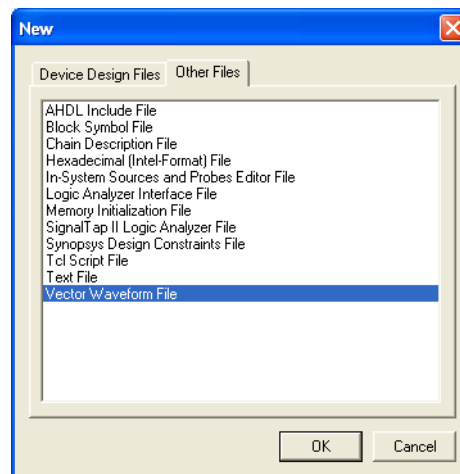 New
Device Design Files
Other Files
AHDL Include File
Block Symbol File
Chain Description File
Hexadecimal (Intel-Format) File
In-System Sources and Probes Editor File
Logic Analyzer Interface File
Memory Initialization File
SignalTap II Logic Analyzer File
Synopsys Design Constraints File
Tcl Script File
Text File
Vector Waveform File
OK
Cancel